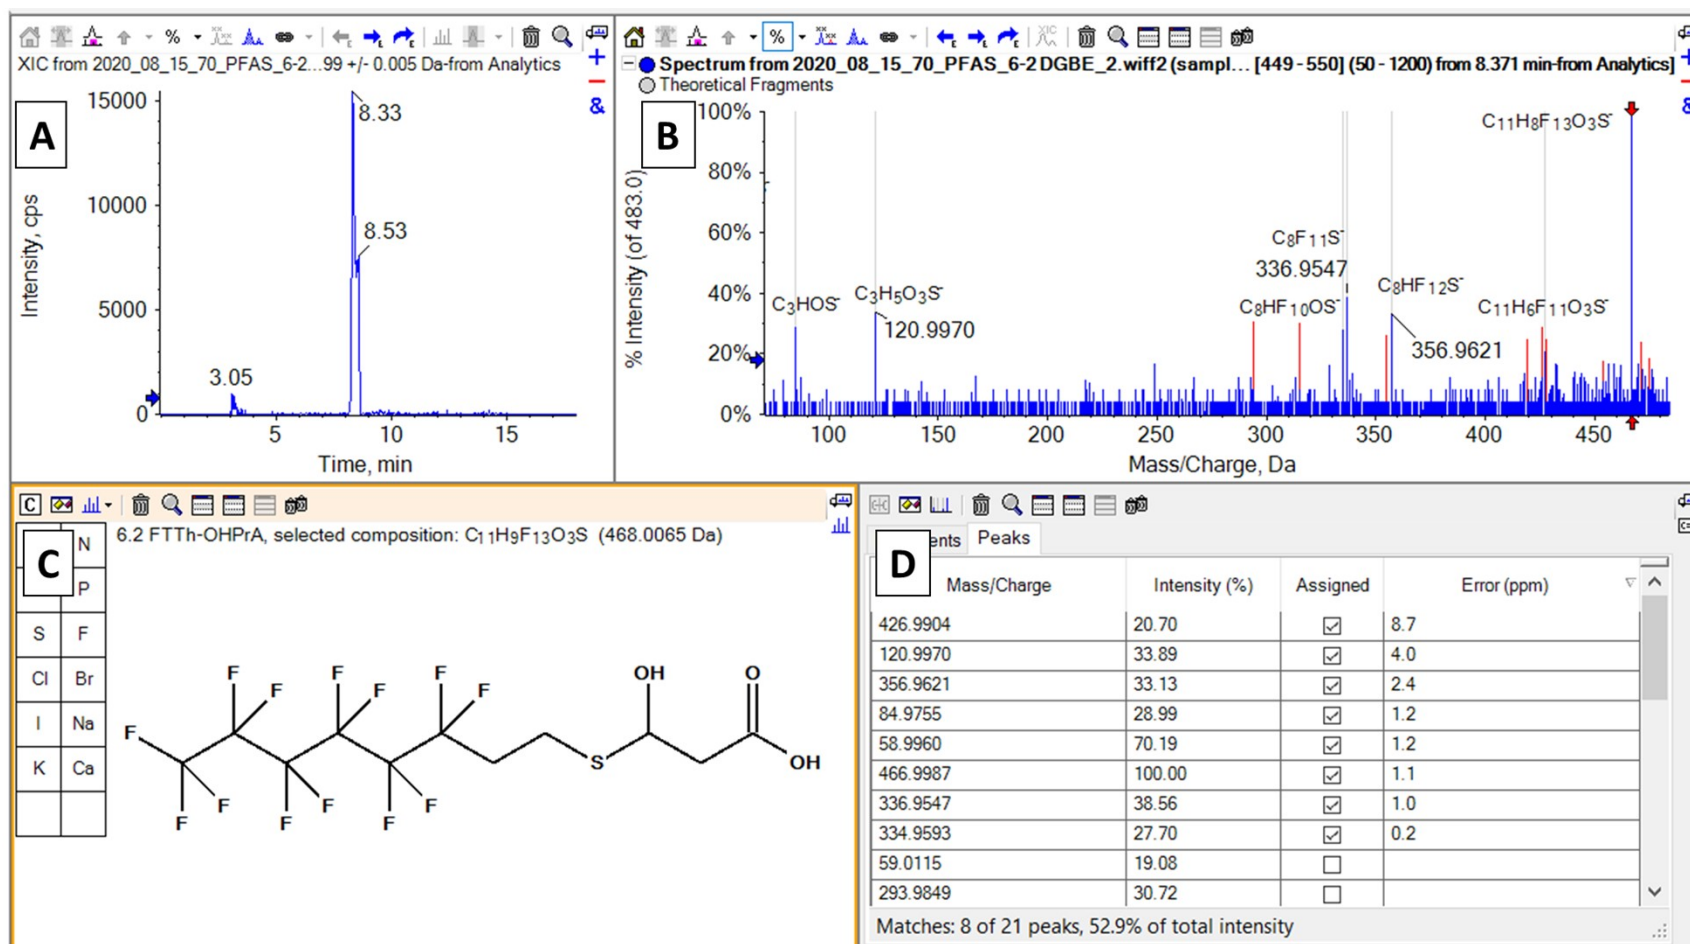 XIC from 2020_08_15_70_PFAS_6-2...99 +/- 0.005 Da-from Analytics
A
Intensity, cps
15000
10000
5000
0
8.33
8.53
3.05
5
10
15
Time, min
Spectrum from 2020_08_15_70_PFAS_6-2 DGBE_2.wiff2 (sampl... [449 - 550] (50 - 1200) from 8.371 min-from Analytics]
Theoretical Fragments
B
% Intensity (of 483.0)
100%
80%
60%
40%
20%
0%
C11H8F13O3S-
C8F11S-
336.9547
C3HOS-
C3H5O3S-
120.9970
C8HF10OS-
C8HF12S-
356.9621
C11H6F11O3S-
100
150
200
250
300
350
400
450
Mass/Charge, Da
C
6.2 FTTh-OHPrA, selected composition: C11H9F13O3S (468.0065 Da)
C
N
P
S F
Cl Br
I Na
K Ca
F F F F F F
F
F F F F F F
S
OH
O
OH
D
ents Peaks
Mass/Charge Intensity (%) Assigned Error (ppm)
426.9904 20.70 8.7
120.9970 33.89 4.0
356.9621 33.13 2.4
84.9755 28.99 1.2
58.9960 70.19 1.2
466.9987 100.00 1.1
336.9547 38.56 1.0
334.9593 27.70 0.2
59.0115 19.08
293.9849 30.72
Matches: 8 of 21 peaks, 52.9% of total intensity